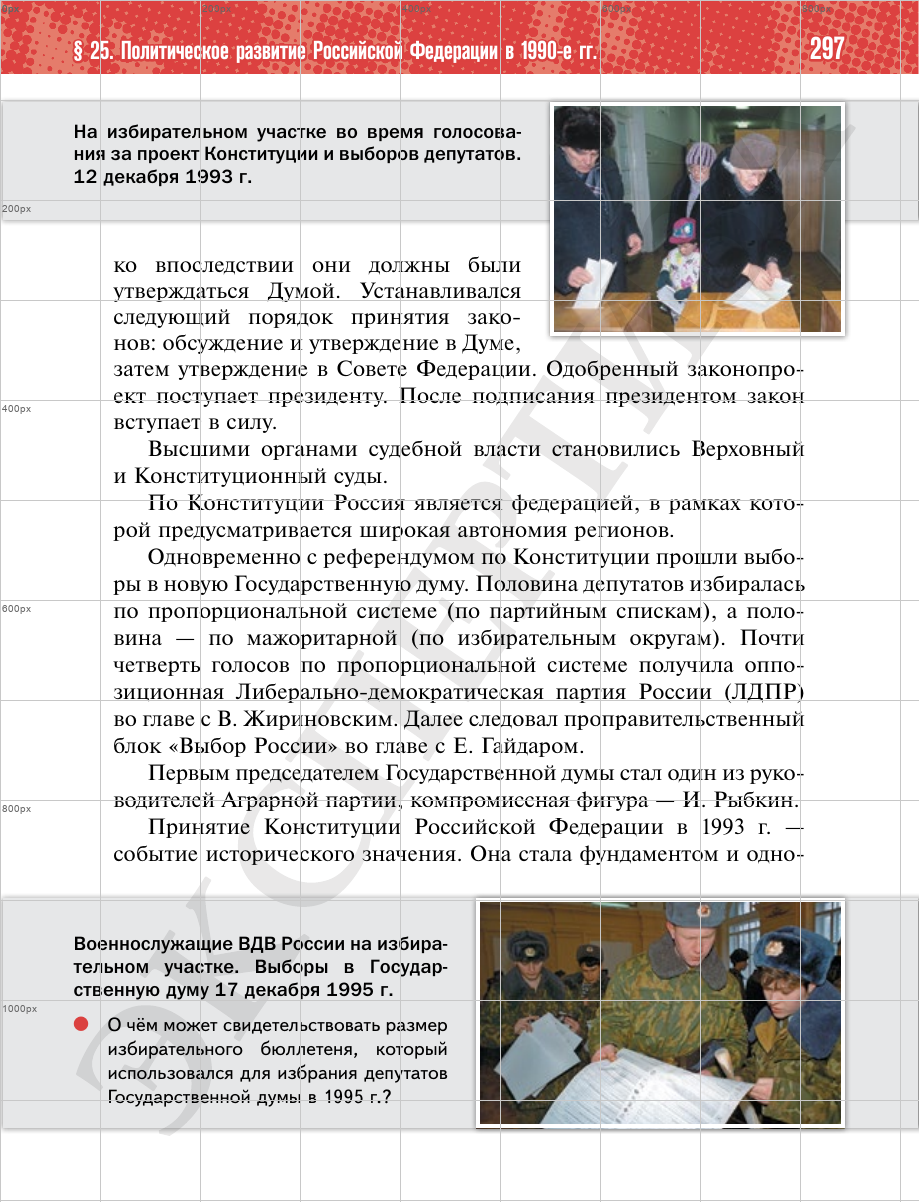 § 25. Политическое развитие Российской Федерации в 1990-е гг.
297
На избирательном участке во время голосова-
ния за проект Конституции и выборов депутатов.
12 декабря 1993 г.
200px
ко впоследствии они должны были
утверждаться Думой. Устанавливался
следующий порядок принятия зако-
нов: обсуждение и утверждение в Думе,
затем утверждение в Совете Федерации. Одобренный законопро-
ект поступает президенту. После подписания президентом закон
400px
вступает в силу.
Высшими органами судебной власти становились Верховный
и Конституционный суды.
По Конституции Россия является федерацией, в рамках кото-
рой предусматривается широкая автономия регионов.
Одновременно с референдумом по Конституции прошли выбо-
ры в новую Государственную думу. Половина депутатов избиралась
600px
по пропорциональной системе (по партийным спискам), а поло-
вина — по мажоритарной (по избирательным округам). Почти
четверть голосов по пропорциональной системе получила оппо-
зиционная Либерально-демократическая партия России (ЛДПР)
во главе с В. Жириновским. Далее следовал проправительственный
блок «Выбор России» во главе с Е. Гайдаром.
Первым председателем Государственной думы стал один из руко-
водителей Аграрной партии, компромиссная фигура — И. Рыбкин.
800px
Принятие Конституции Российской Федерации в 1993 г. —
событие исторического значения. Она стала фундаментом и одно-
Военнослужащие ВДВ России на избира-
тельном участке. Выборы в Государ-
ственную думу 17 декабря 1995 г.
1000px
О чём может свидетельствовать размер
избирательного бюллетеня, который
использовался для избрания депутатов
Государственной думы в 1995 г.?